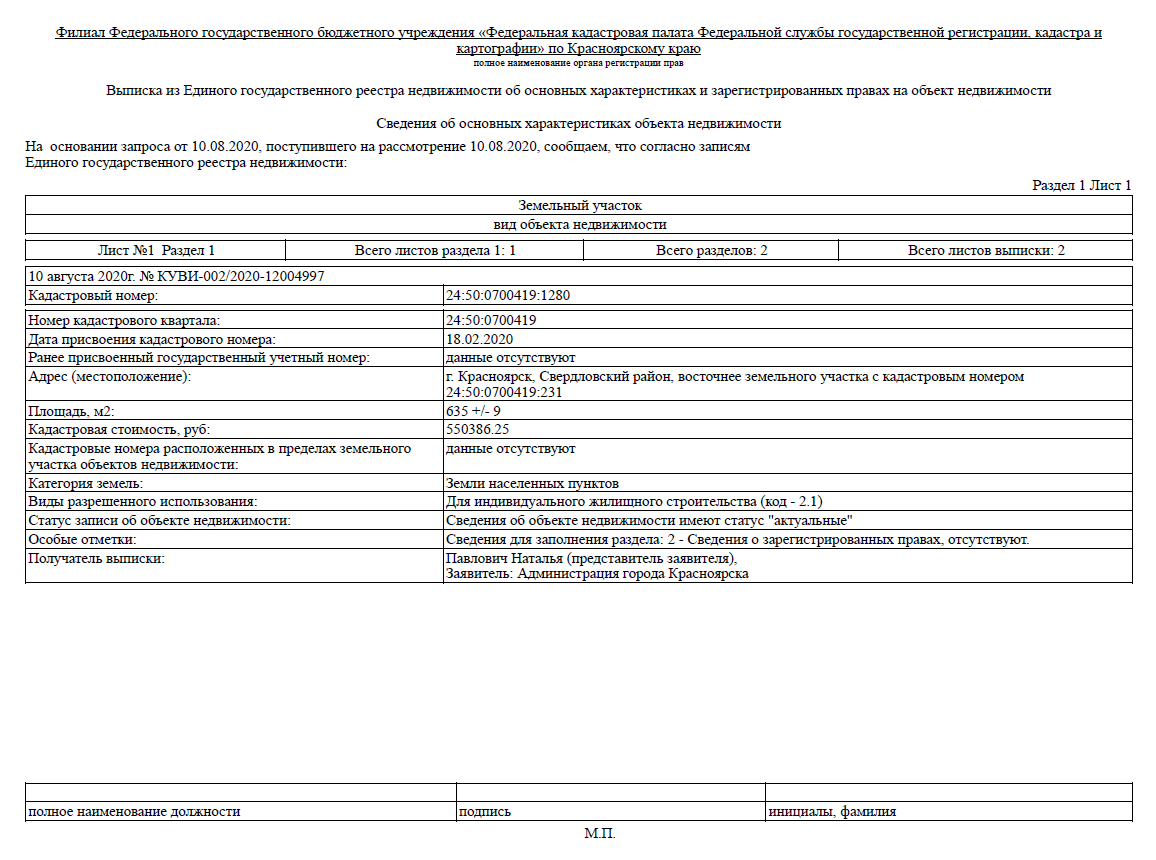 Филиал Федерального государственного бюджетного учреждения «Федеральная кадастровая палата Федеральной службы государственной регистрации, кадастра и
картографии» по Красноярскому краю
полное наименование органа регистрации прав
Выписка из Единого государственного реестра недвижимости об основных характеристиках и зарегистрированных правах на объект недвижимости
Сведения об основных характеристиках объекта недвижимости
На основании запроса от 10.08.2020, поступившего на рассмотрение 10.08.2020, сообщаем, что согласно записям
Единого государственного реестра недвижимости:
Раздел 1 Лист 1
Земельный участок
вид объекта недвижимости
Лист №1 Раздел 1 Всего листов раздела 1: 1 Всего разделов: 2 Всего листов выписки: 2
10 августа 2020г. № КУВИ-002/2020-12004997
Кадастровый номер: 24:50:0700419:1280
Номер кадастрового квартала: 24:50:0700419
Дата присвоения кадастрового номера: 18.02.2020
Ранее присвоенный государственный учетный номер: данные отсутствуют
Адрес (местоположение): г. Красноярск, Свердловский район, восточнее земельного участка с кадастровым номером
24:50:0700419:231
Площадь, м2: 635 +/- 9
Кадастровая стоимость, руб: 550386.25
Кадастровые номера расположенных в пределах земельного данные отсутствуют
участка объектов недвижимости:
Категория земель: Земли населенных пунктов
Виды разрешенного использования: Для индивидуального жилищного строительства (код - 2.1)
Статус записи об объекте недвижимости: Сведения об объекте недвижимости имеют статус "актуальные"
Особые отметки: Сведения для заполнения раздела: 2 - Сведения о зарегистрированных правах, отсутствуют.
Получатель выписки: Павлович Наталья (представитель заявителя),
Заявитель: Администрация города Красноярска
полное наименование должности подпись инициалы, фамилия
М.П.